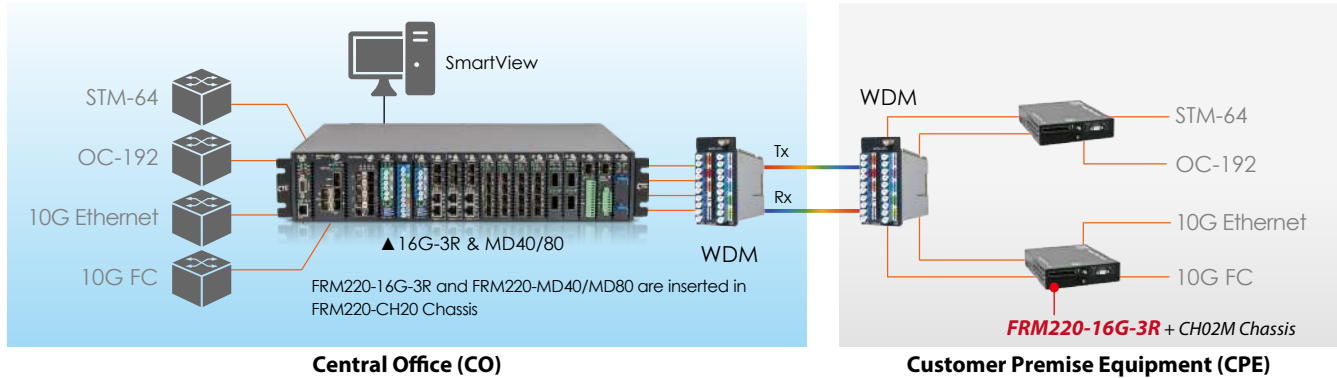 SmartView
STM-64
OC-192
10G Ethernet
10G FC
CTC
▲16G-3R & MD40/80
FRM220-16G-3R and FRM220-MD40/MD80 are inserted in
FRM220-CH20 Chassis
WDM
Tx
Rx
WDM
STM-64
OC-192
10G Ethernet
10G FC
FRM220-16G-3R + CH02M Chassis
Central Office (CO)
Customer Premise Equipment (CPE)